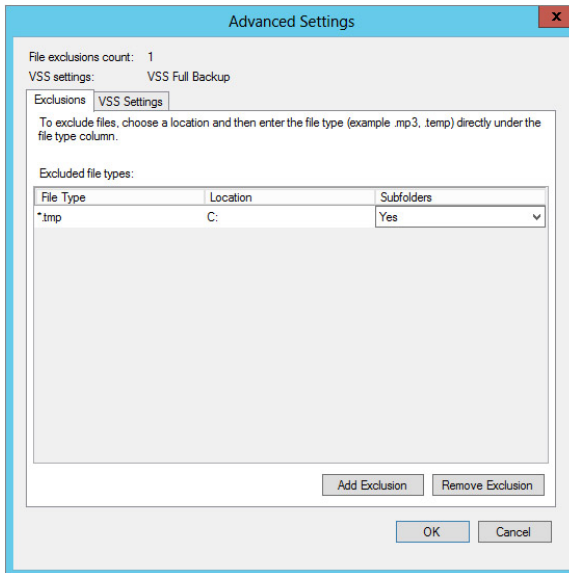 Advanced Settings
x
File exclusions count: 1
VSS settings: VSS Full Backup
Exclusions VSS Settings
To exclude files, choose a location and then enter the file type (example .mp3, .temp) directly under the
file type column.
Excluded file types:
File Type Location Subfolders
*.tmp C: Yes
Add Exclusion Remove Exclusion
OK Cancel